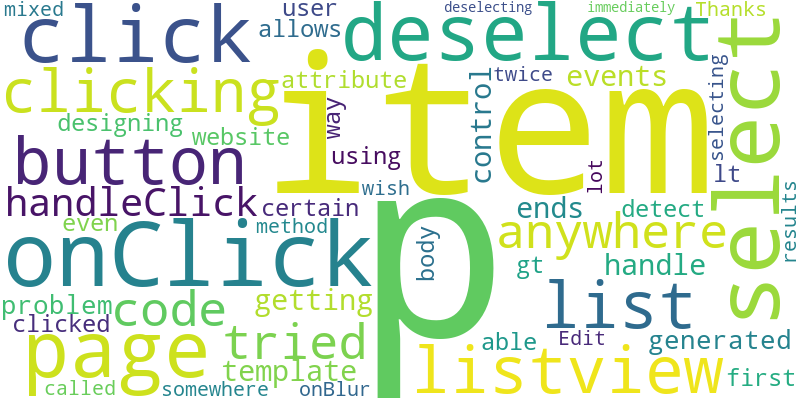 mixed
click
user
allows
deselecting
deselect
immediately
Thanks
clicking
attribute
item
control
twice
events
selecting
select
designing
website
way
using
button
wish
lot
lt
results
handleClick
certain
even
method
onClick
p
body
ends
detect
anywhere
gt
handle
problem
code
getting
list
clicked
page
tried
template
listview
able
Edit
generated
first
called
somewhere
onBlur